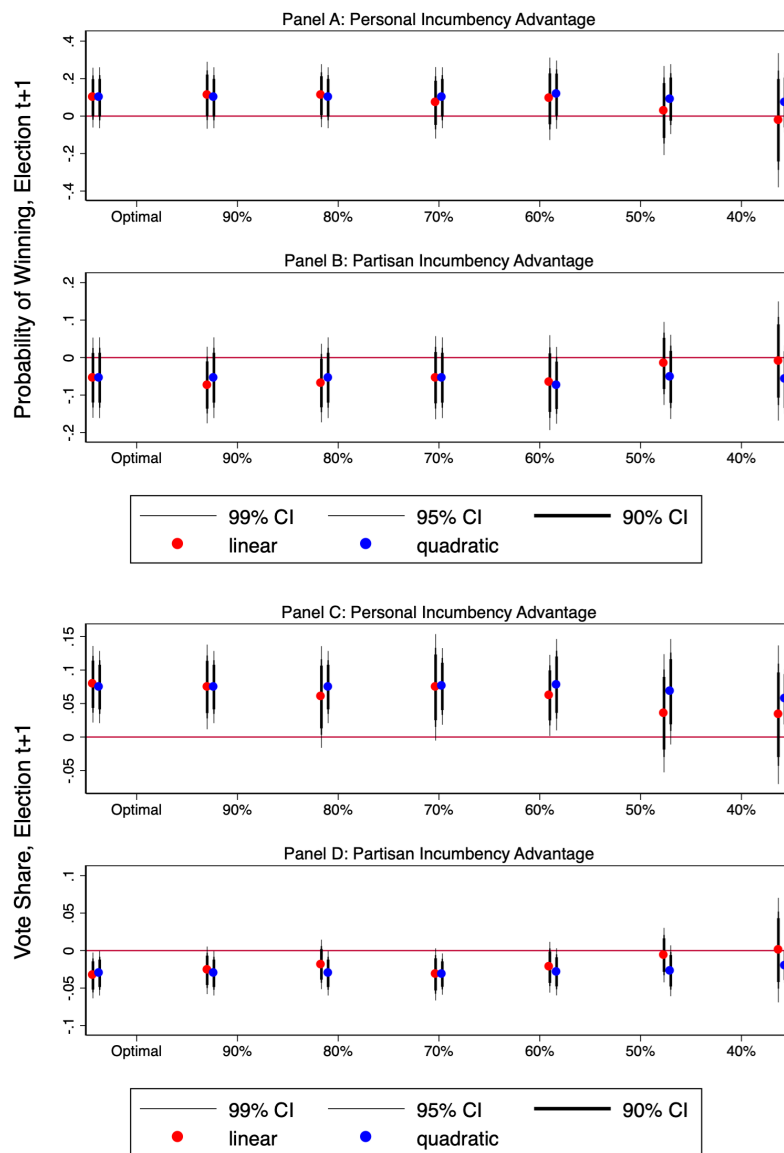 Panel A: Personal Incumbency Advantage
.4
.2
0
-.2
-.4
Optimal 90% 80% 70% 60% 50% 40%
Probability of Winning, Election t+1
Panel B: Partisan Incumbency Advantage
.2
.1
0
-.1
-.2
Optimal 90% 80% 70% 60% 50% 40%
99% CI 95% CI 90% CI
linear quadratic
Panel C: Personal Incumbency Advantage
.15
.1
.05
0
-.05
Optimal 90% 80% 70% 60% 50% 40%
Vote Share, Election t+1
Panel D: Partisan Incumbency Advantage
.1
.05
0
-.05
-.1
Optimal 90% 80% 70% 60% 50% 40%
99% CI 95% CI 90% CI
linear quadratic